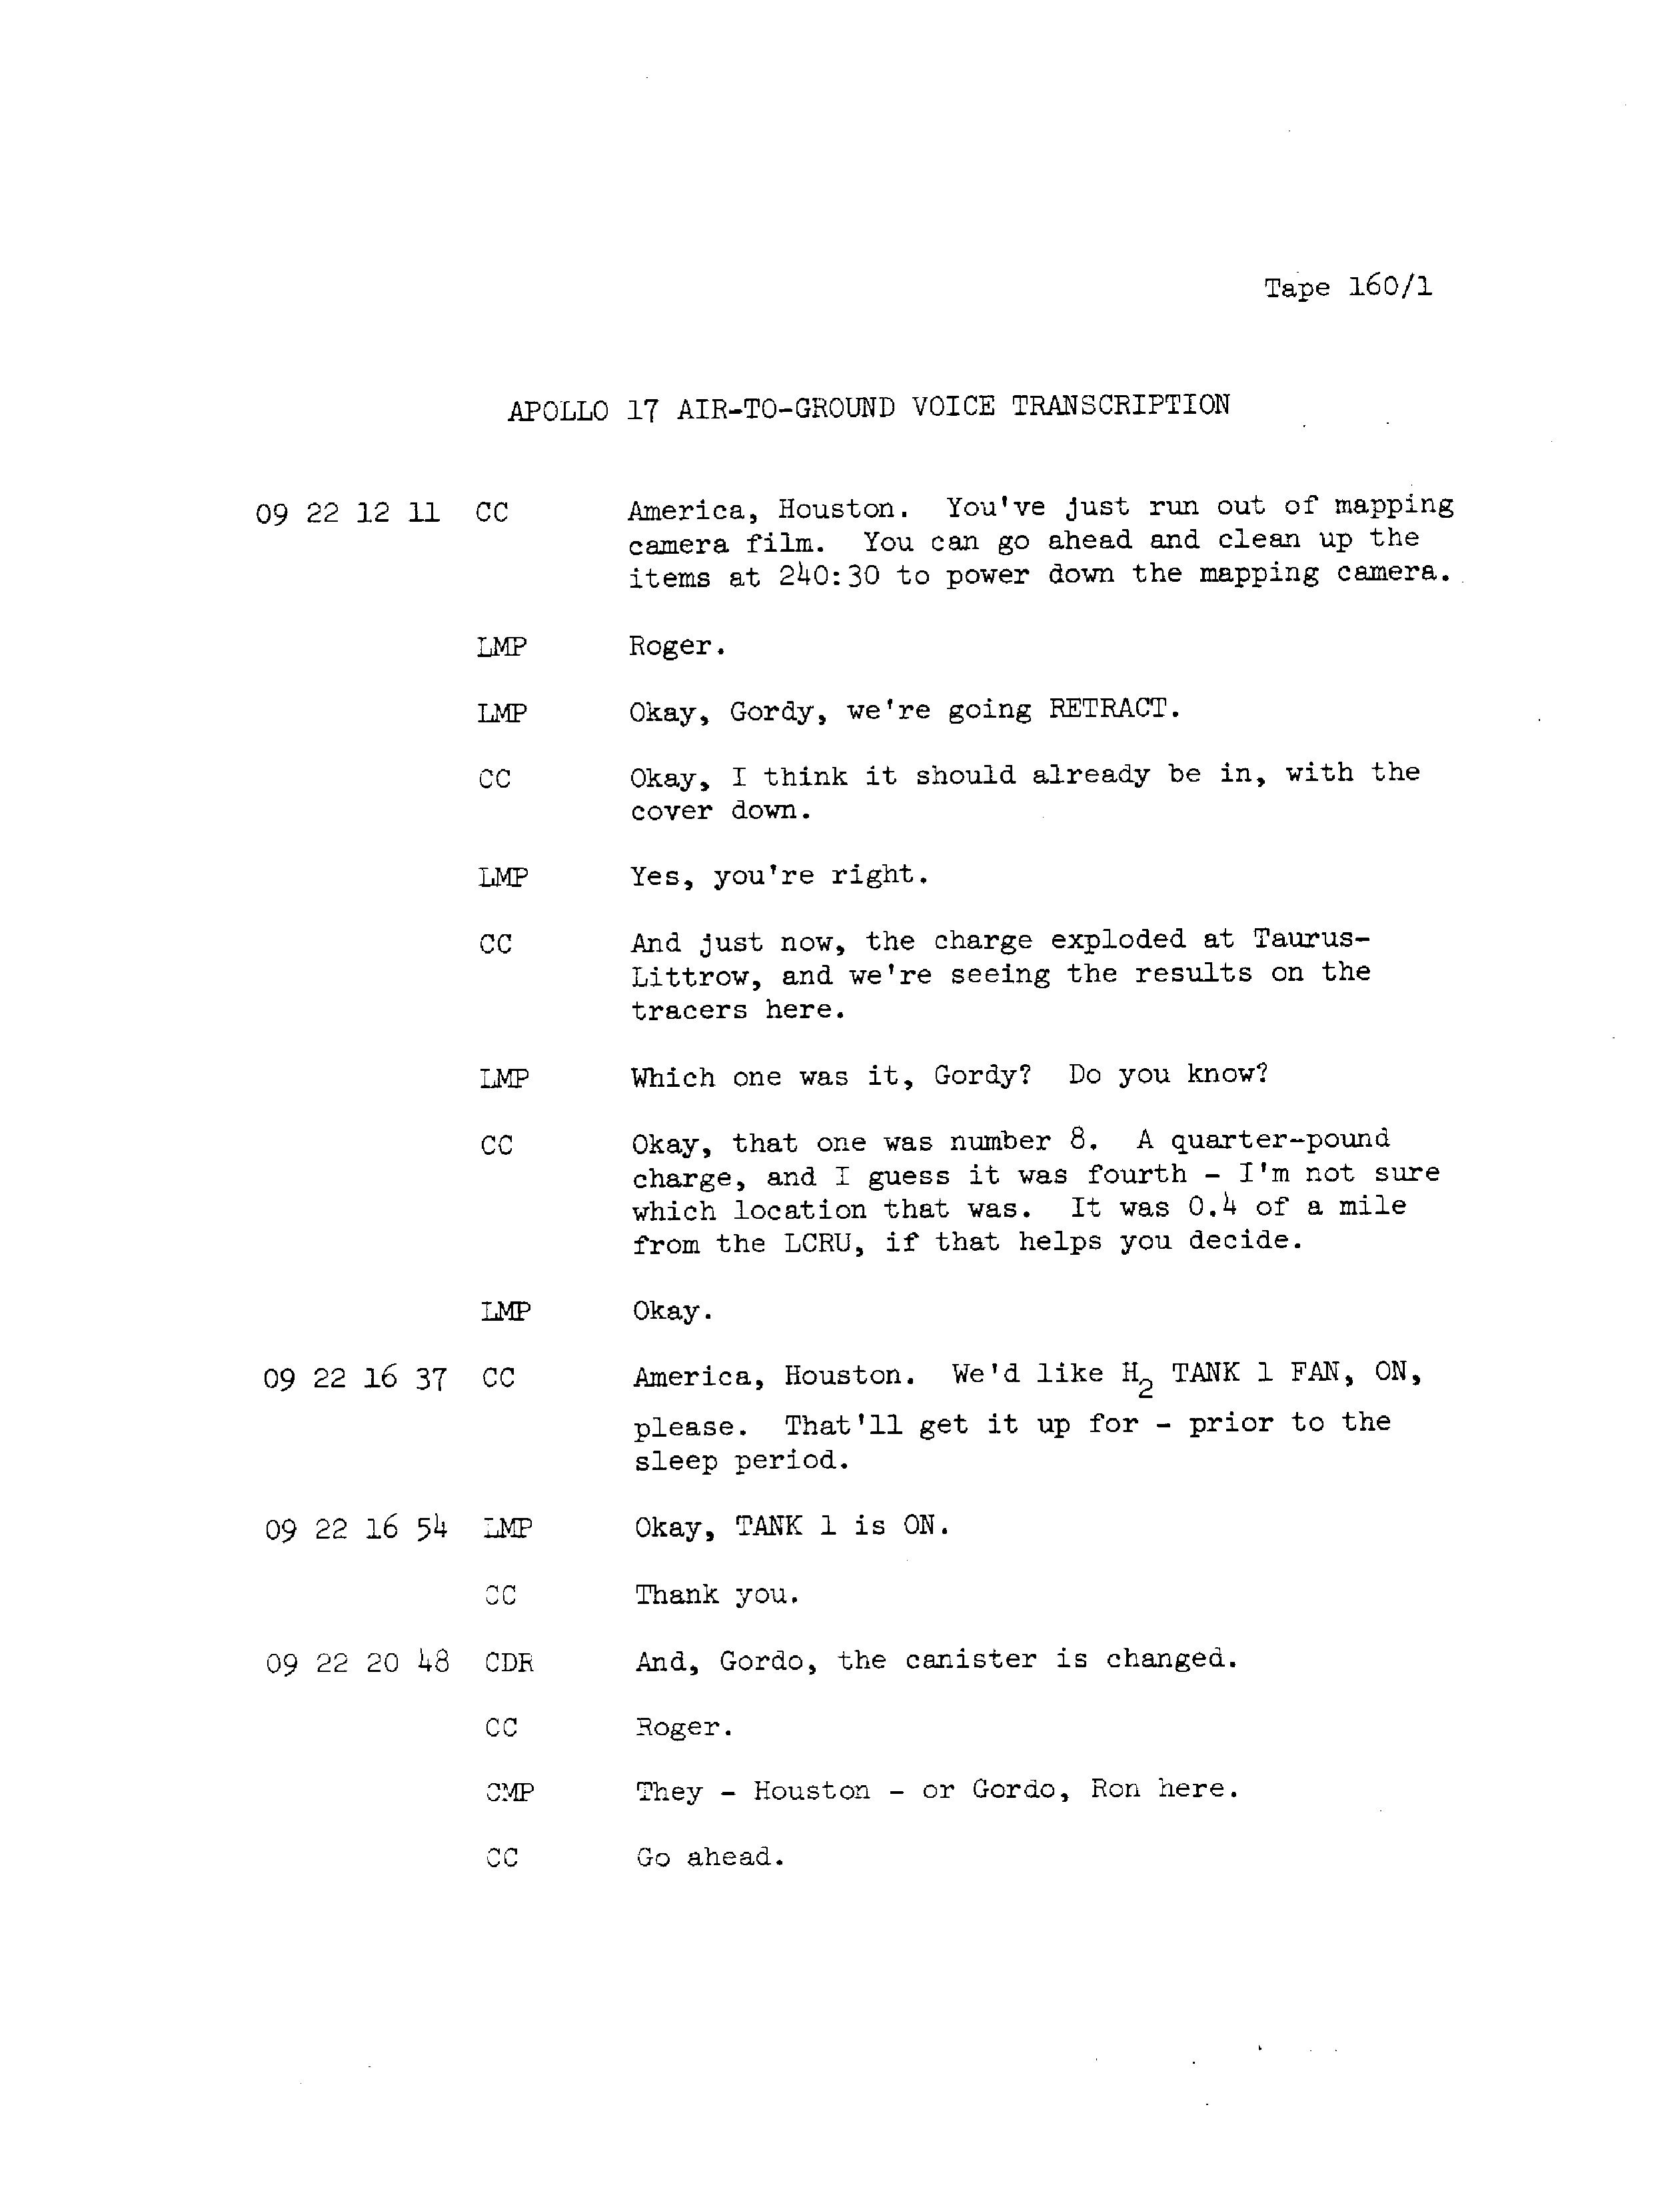 Tape 160/1
APOLLO 17 AIR-TO-GROUND VOICE TRANSCRIPTION
09 22 12 11 CC America, Houston. You've just run out of mapping
camera film. You can go ahead and clean up the
items at 240:30 to power down the mapping camera.
LMP Roger.
LMP Okay, Gordy, we're going RETRACT.
CC Okay, I think it should already be in, with the
cover down.
LMP Yes, you're right.
CC And just now, the charge exploded at Taurus-
Littrow, and we're seeing the results on the
tracers here.
LMP Which one was it, Gordy? Do you know?
CC Okay, that one was number 8. A quarter-pound
charge, and I guess it was fourth - I'm not sure
which location that was. It was 0.4 of a mile
from the LCRU, if that helps you decide.
LMP Okay.
09 22 16 37 CC America, Houston. We'd like H2 TANK 1 FAN, ON,
please. That'll get it up for - prior to the
sleep period.
09 22 16 54 LMP Okay, TANK 1 is ON.
CC Thank you.
09 22 20 48 CDR And, Gordo, the canister is changed.
CC Roger.
CMP They - Houston - or Gordo, Ron here.
CC Go ahead.